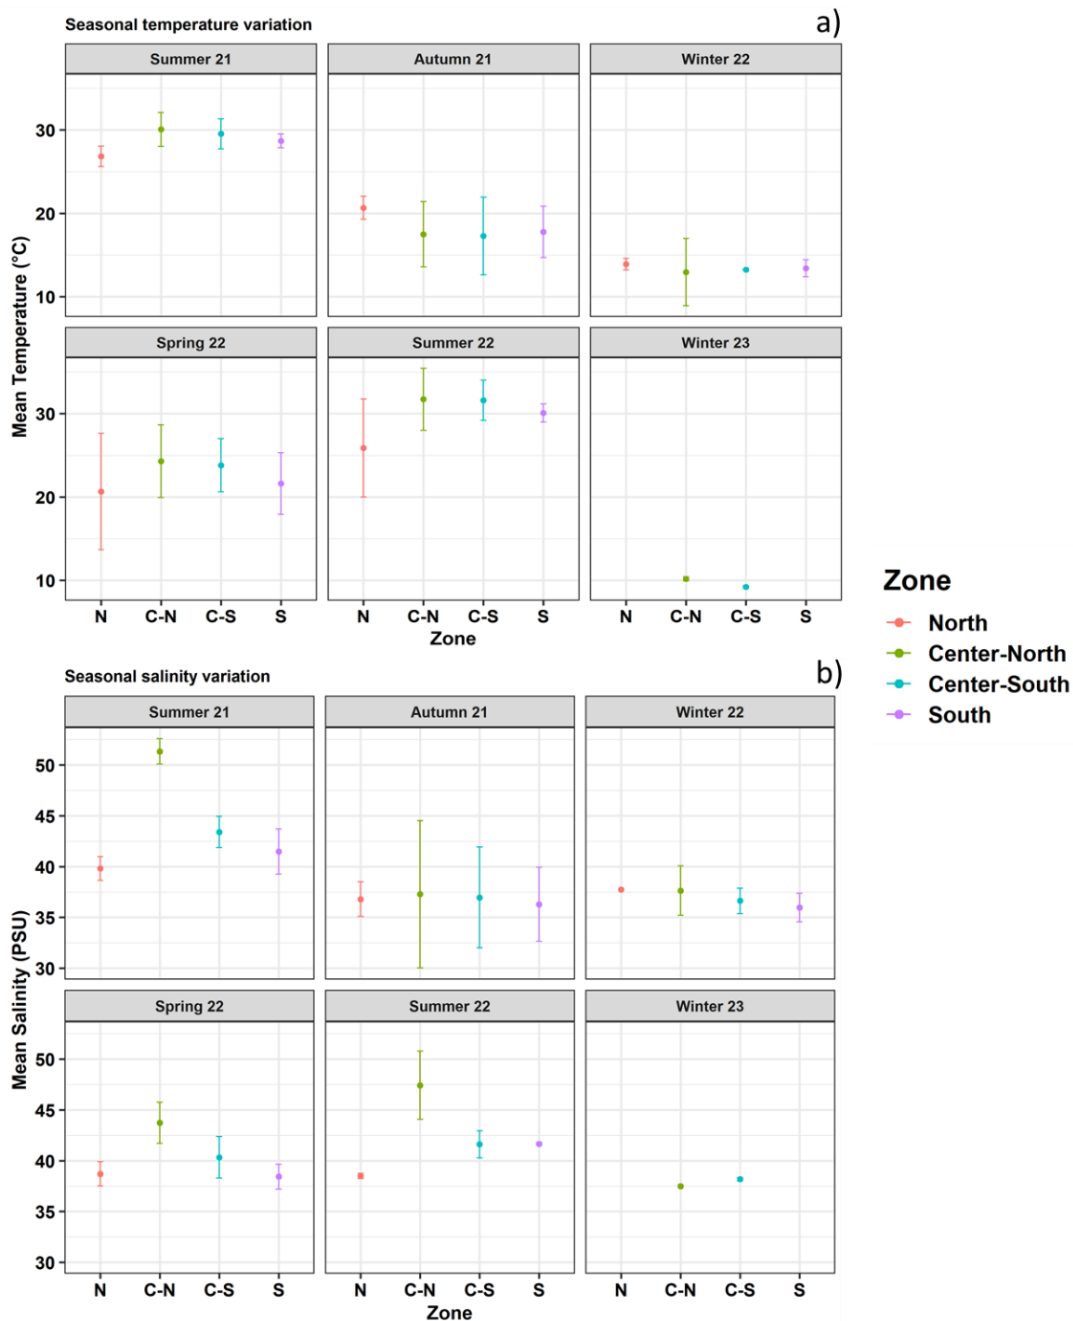 Seasonal temperature variation
a)
Summer 21
Autumn 21
Winter 22
30
20
10
Spring 22
Summer 22
Winter 23
30
20
10
Mean Temperature (°C)
N C-N C-S S
N C-N C-S S
N C-N C-S S
Zone
Zone
North
Center-North
Center-South
South
Seasonal salinity variation
b)
Summer 21
Autumn 21
Winter 22
50
45
40
35
30
Spring 22
Summer 22
Winter 23
50
45
40
35
30
Mean Salinity (PSU)
N C-N C-S S
N C-N C-S S
N C-N C-S S
Zone